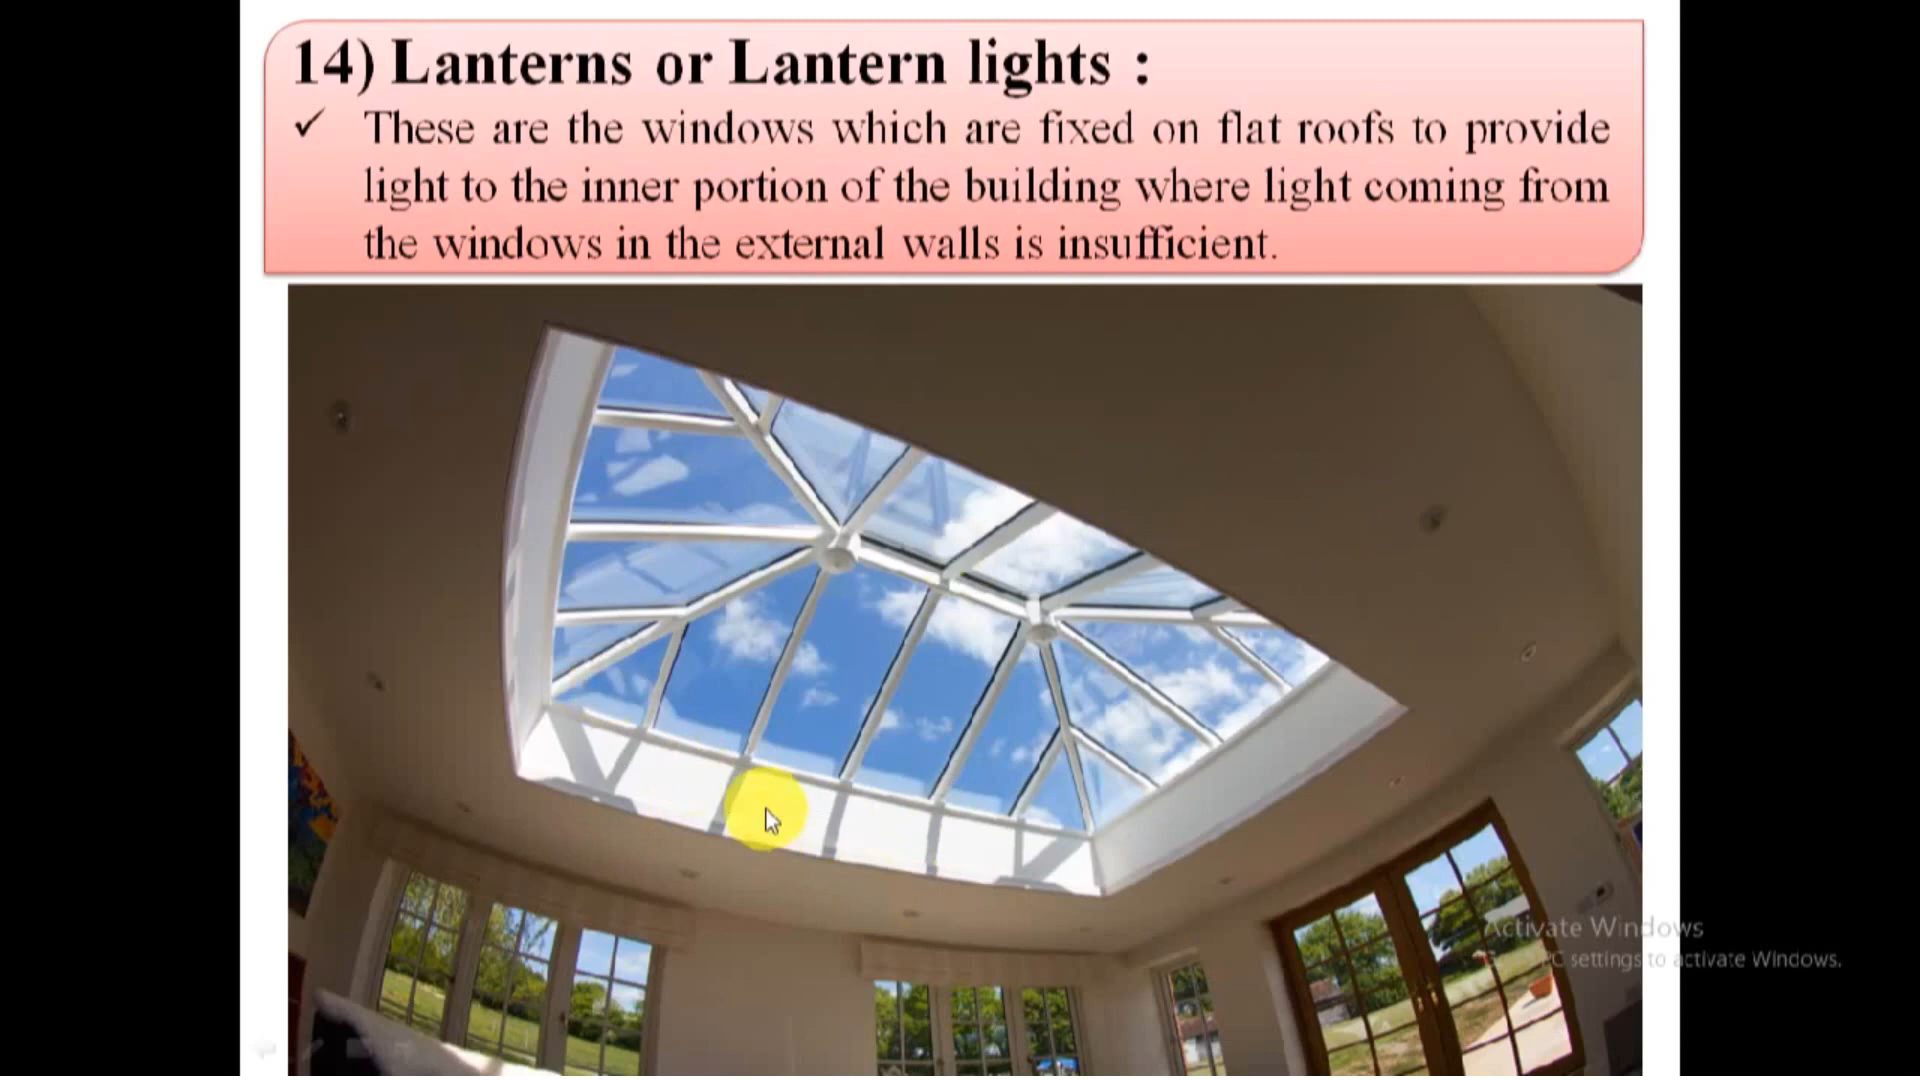 14) Lanterns or Lantern lights :
✓ These are the windows which are fixed on flat roofs to provide
light to the inner portion of the building where light coming from
the windows in the external walls is insufficient.
Activate Windows
PC settings to activate Windows.